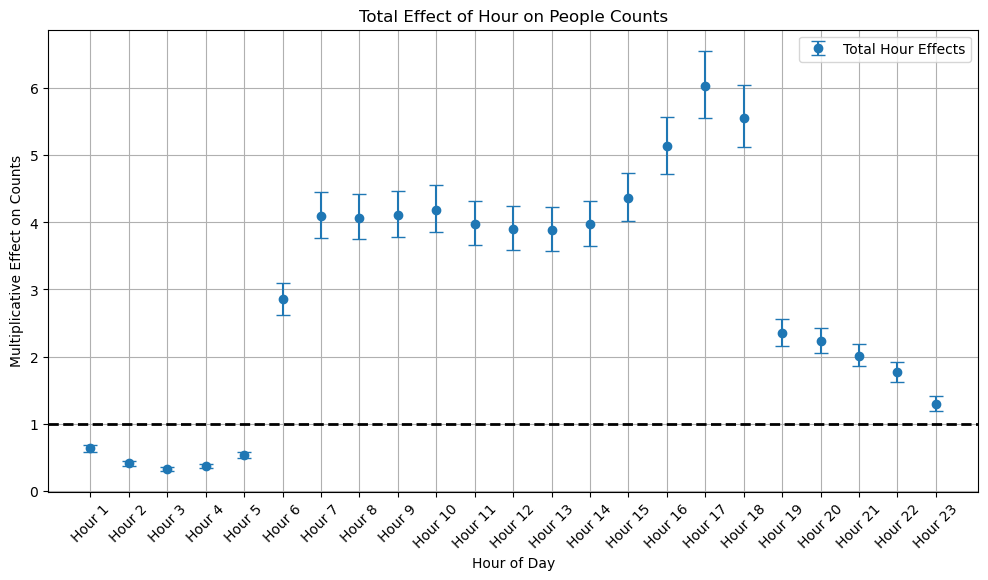 Total Effect of Hour on People Counts
Total Hour Effects
Multiplicative Effect on Counts
6
5
4
3
2
1
0
Hour 1
Hour 2
Hour 3
Hour 4
Hour 5
Hour 6
Hour 7
Hour 8
Hour 9
Hour 10
Hour 11
Hour 12
Hour 13
Hour 14
Hour 15
Hour 16
Hour 17
Hour 18
Hour 19
Hour 20
Hour 21
Hour 22
Hour 23
Hour of Day